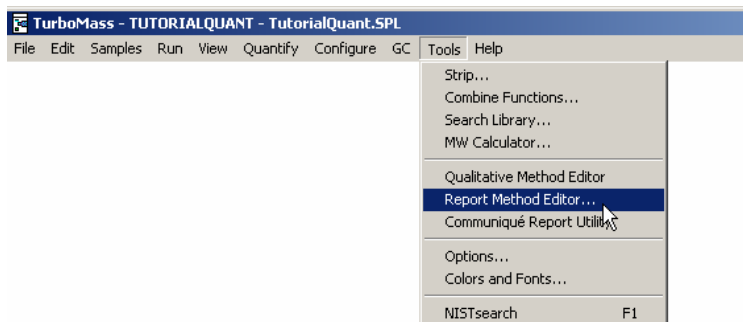 TurboMass - TUTORIALQUANT - TutorialQuant.SPL
File Edit Samples Run View Quantify Configure GC Tools Help
Strip...
Combine Functions...
Search Library...
MW Calculator...
Qualitative Method Editor
Report Method Editor...
Communiqué Report Utility
Options...
Colors and Fonts...
NISTsearch F1